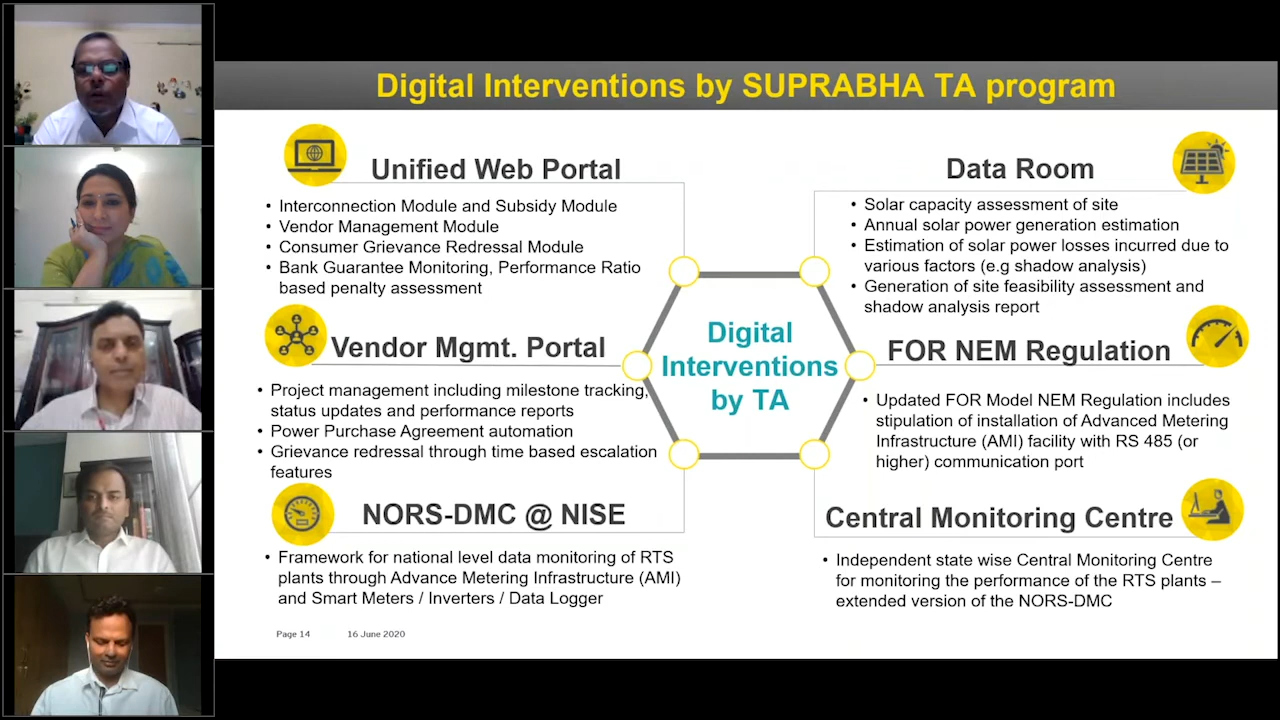 Digital Interventions by SUPRABHA TA program
Unified Web Portal
• Interconnection Module and Subsidy Module
• Vendor Management Module
• Consumer Grievance Redressal Module
• Bank Guarantee Monitoring, Performance Ratio
based penalty assessment
Vendor Mgmt. Portal
• Project management including milestone tracking,
status updates and performance reports
• Power Purchase Agreement automation
• Grievance redressal through time based escalation
features
NORS-DMC @ NISE
• Framework for national level data monitoring of RTS
plants through Advance Metering Infrastructure (AMI)
and Smart Meters / Inverters / Data Logger
Digital
Interventions
by TA
Data Room
• Solar capacity assessment of site
• Annual solar power generation estimation
• Estimation of solar power losses incurred due to
various factors (e.g shadow analysis)
• Generation of site feasibility assessment and
shadow analysis report
FOR NEM Regulation
• Updated FOR Model NEM Regulation includes
stipulation of installation of Advanced Metering
Infrastructure (AMI) facility with RS 485 (or
higher) communication port
Central Monitoring Centre
• Independent state wise Central Monitoring Centre
for monitoring the performance of the RTS plants –
extended version of the NORS-DMC
Page 14 16 June 2020